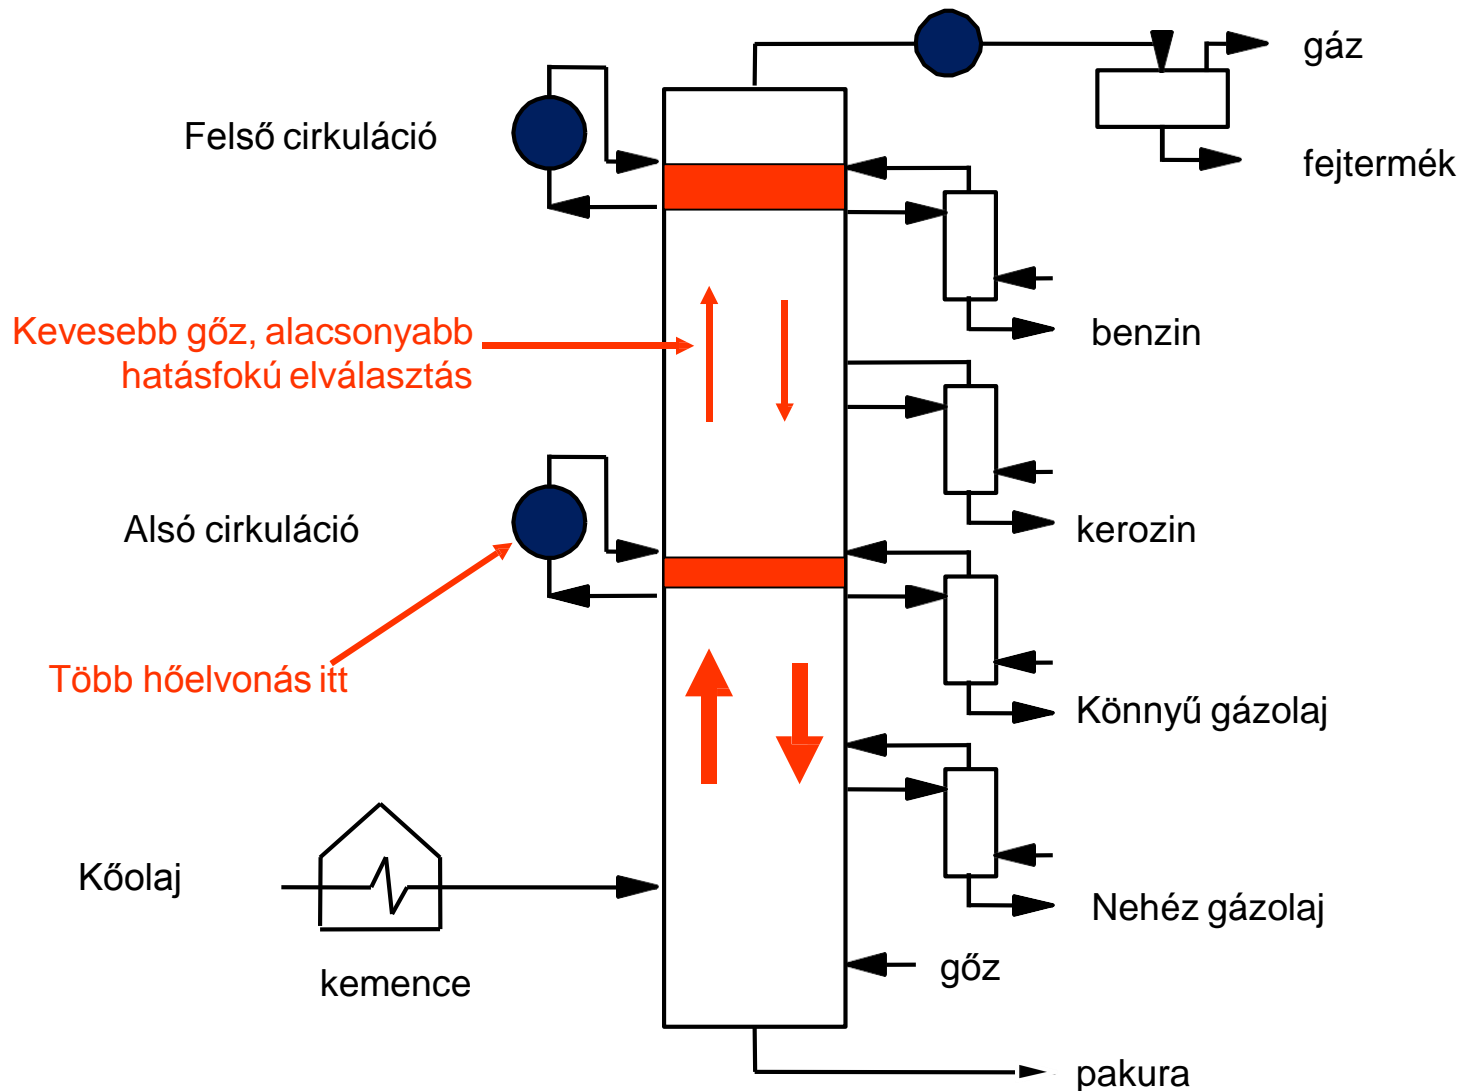 gáz
Felső cirkuláció
fejtermék
Kevesebb gőz, alacsonyabb
hatásfokú elválasztás
benzin
Alsó cirkuláció
kerozin
Több hőelvonás itt
Könnyű gázolaj
Kőolaj
Nehéz gázolaj
kemence
gőz
pakura